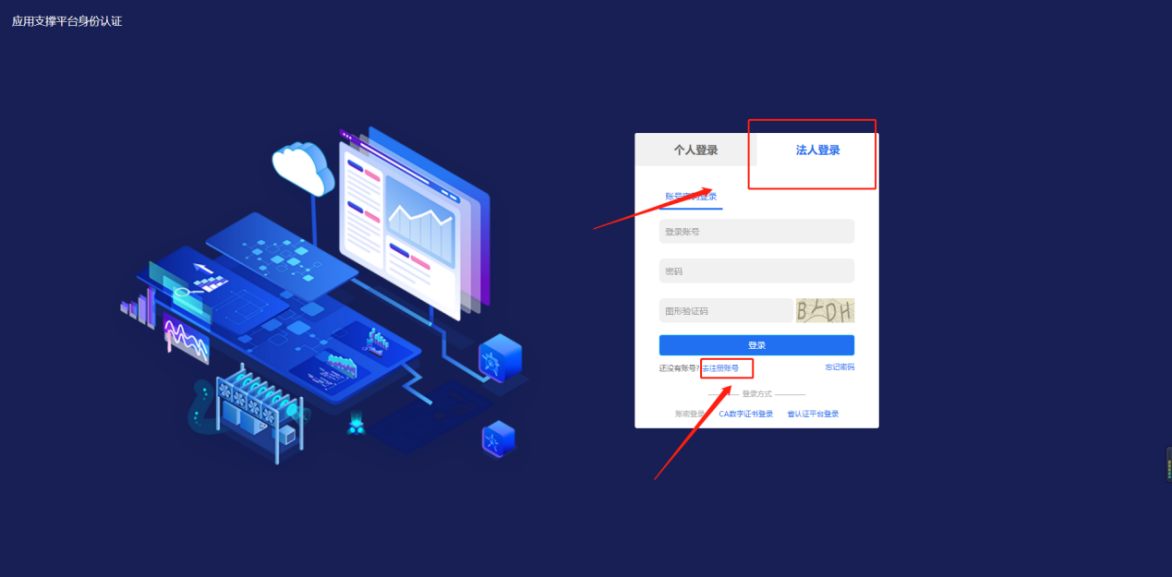 应用支撑平台身份认证
个人登录 法人登录
账号密码登录
登录账号
密码
图形验证码
登录
还没有账号?去注册账号 忘记密码
登录方式
账密登录 CA数字证书登录 省认证平台登录